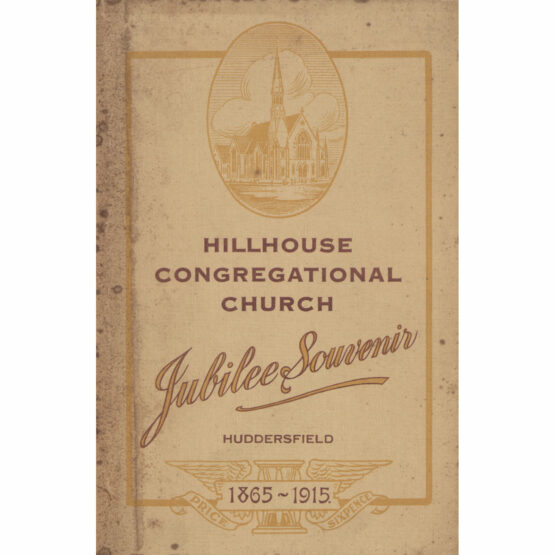 HILLHOUSE
CONGREGATIONAL
CHURCH
Jubilee Souvenir
HUDDERSFIELD
1865 ~ 1915.
PRICE SIXPENCE